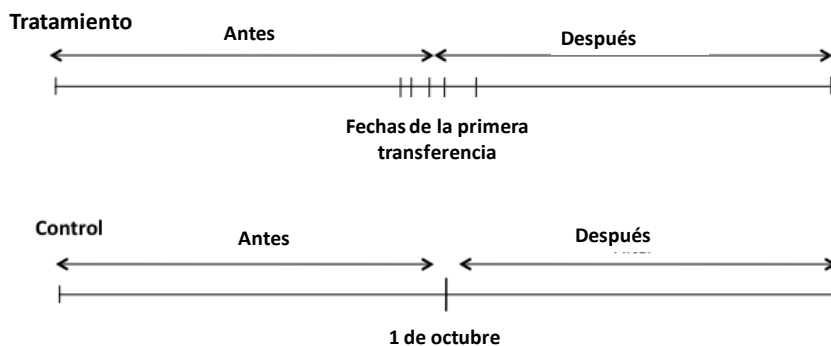 Tratamiento
Antes
Después
Fechas de la primera
transferencia
Control
Antes
Después
1 de octubre